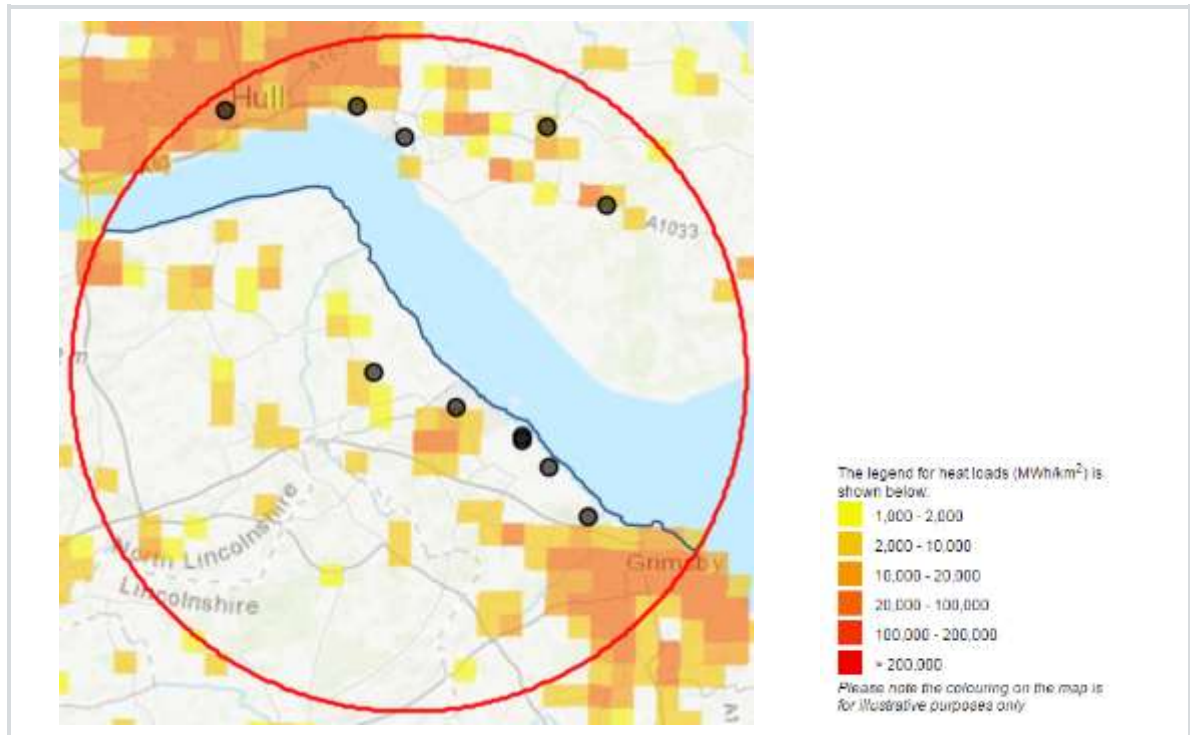 Hull
A1033
North Lincolnshire
Lincolnshire
Grimsby
A1
The legend for heat loads (MWh/km²) is
shown below:
1,000 - 2,000
2,000 - 10,000
10,000 - 20,000
20,000 - 100,000
100,000 - 200,000
> 200,000
Please note the colouring on the map is
for illustrative purposes only